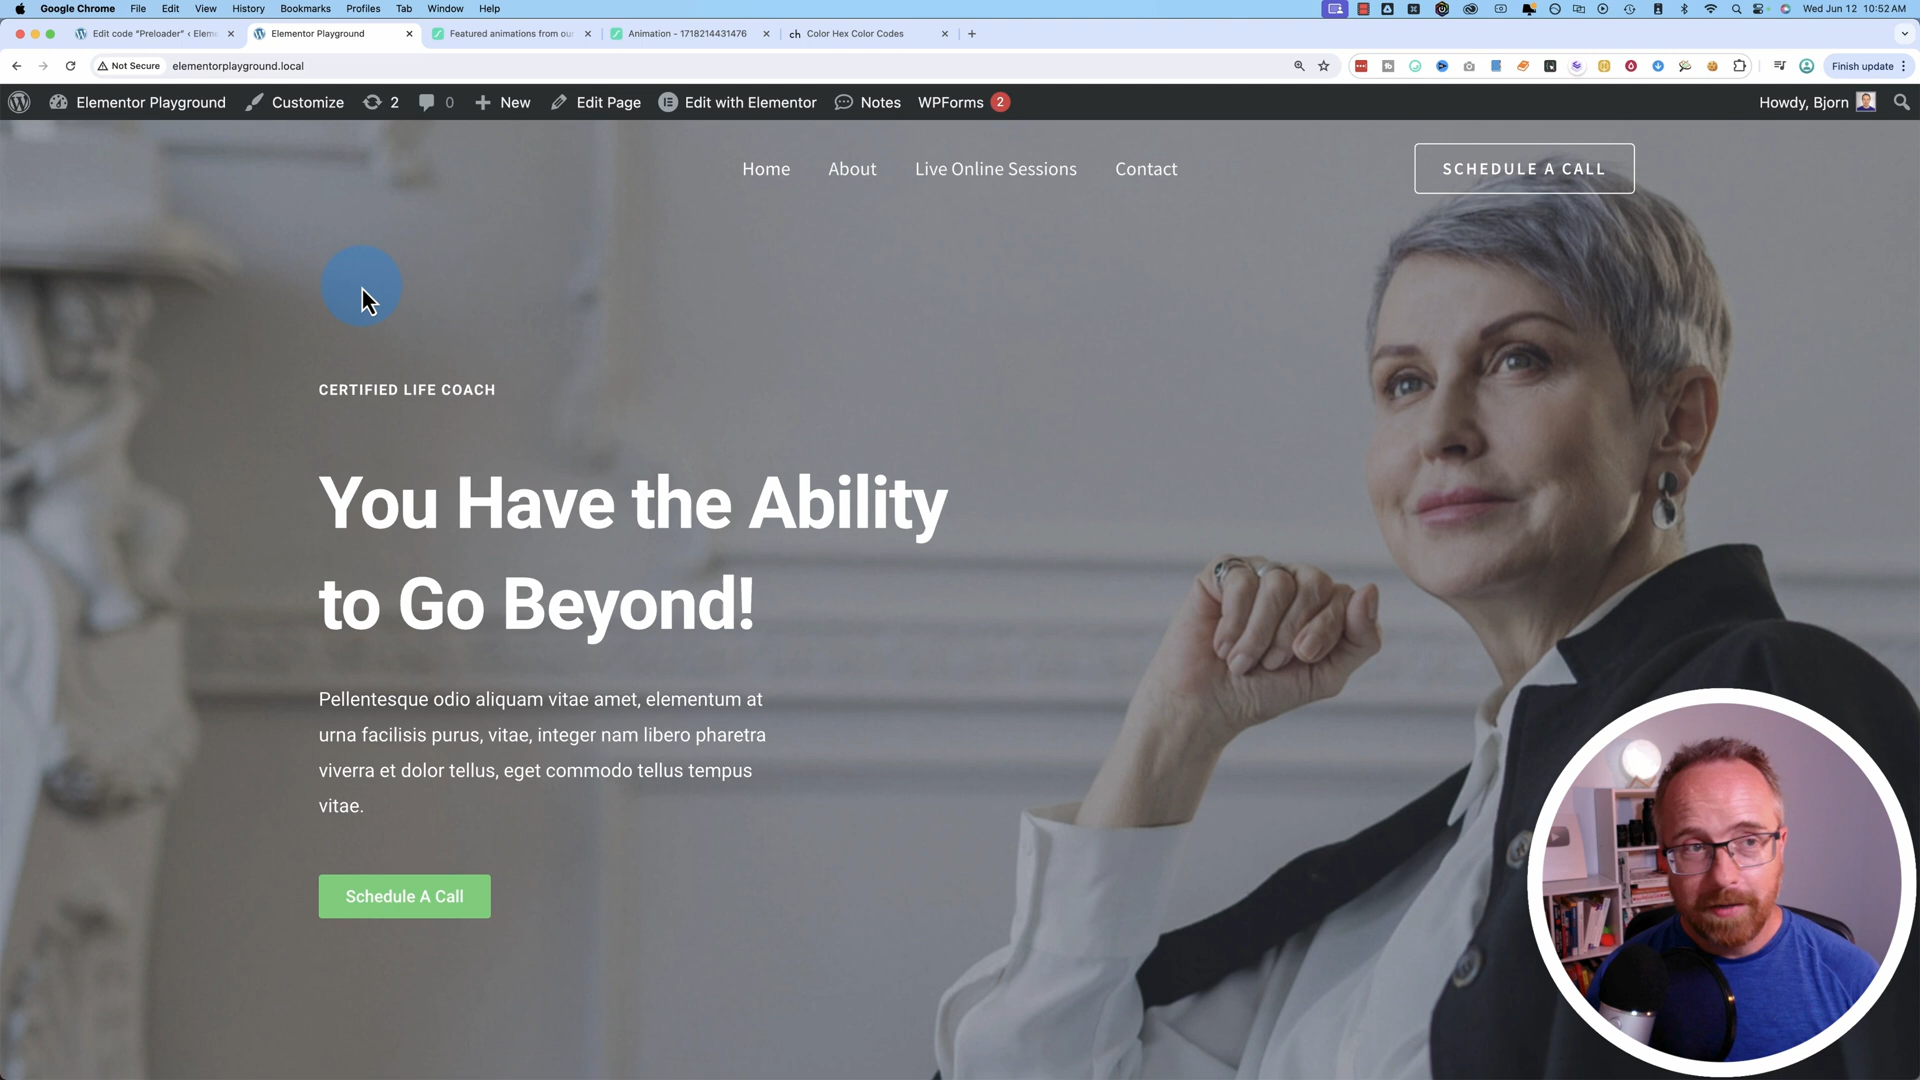 Google Chrome File Edit View History Bookmarks Profiles Tab Window Help Wed Jun 12 10:52 AM
Edit code “Preloader” ‹ Eleme Elementor Playground Featured animations from ou Animation - 1718214431476 ch Color Hex Color Codes
Not Secure elementorplayground.local Finish update
Elementor Playground Customize 2 0 New Edit Page Edit with Elementor Notes WPForms 2 Howdy, Bjorn
Home About Live Online Sessions Contact SCHEDULE A CALL
CERTIFIED LIFE COACH
You Have the Ability
to Go Beyond!
Pellentesque odio aliquam vitae amet, elementum at
urna facilisis purus, vitae, integer nam libero pharetra
viverra et dolor tellus, eget commodo tellus tempus
vitae.
Schedule A Call